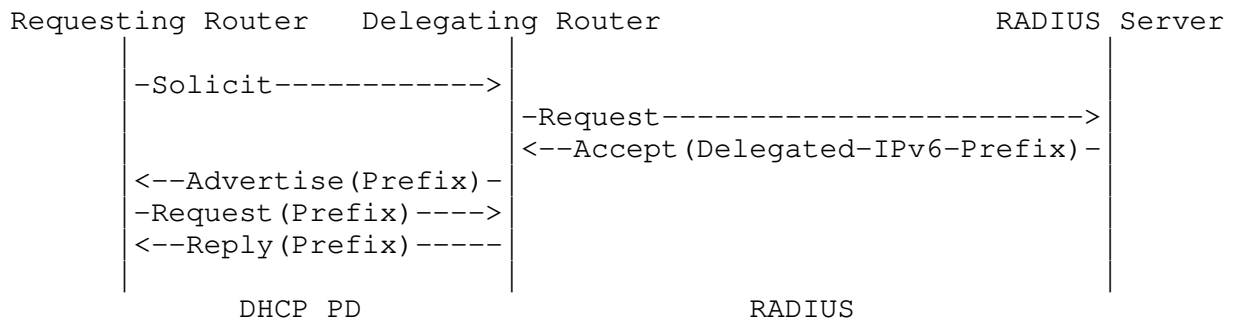 Requesting Router   Delegating Router                       RADIUS Server
-Solicit------------>
-Request------------------------>
<--Accept(Delegated-IPv6-Prefix)-
<--Advertise(Prefix)-
-Request(Prefix)---->
<--Reply(Prefix)-----
DHCP PD                          RADIUS